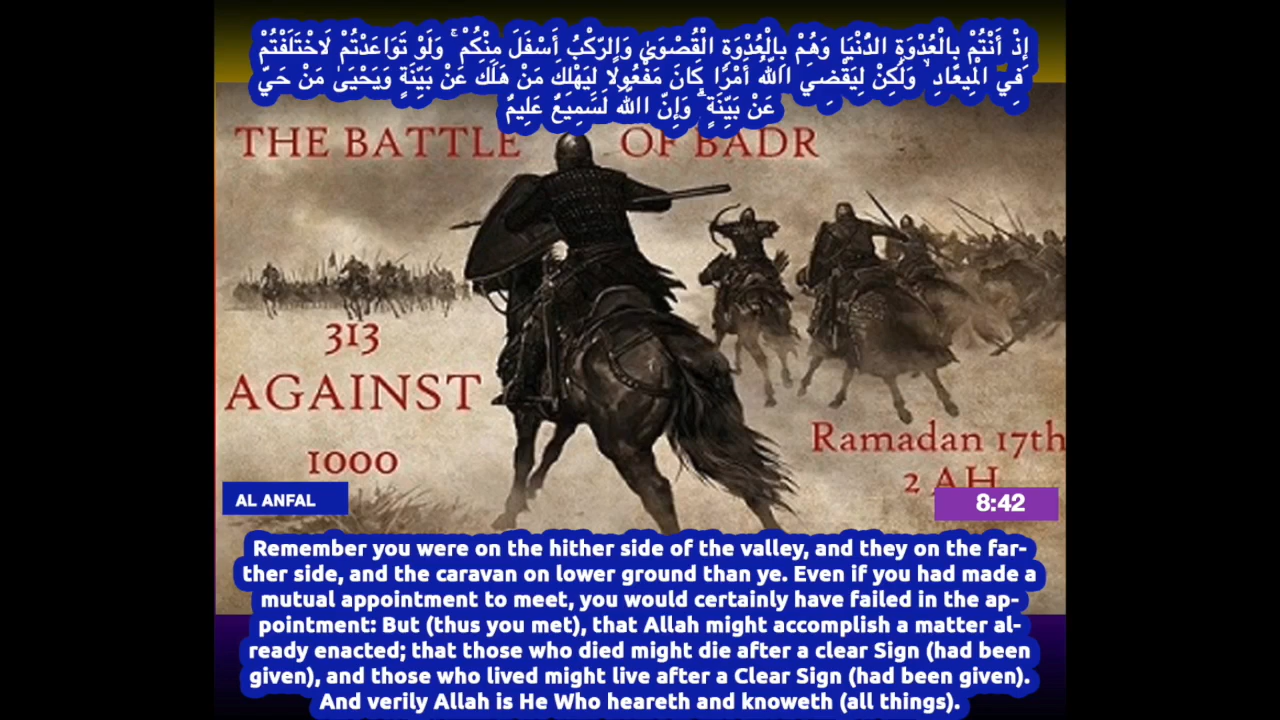 إِذْ أَنْتُمْ بِالْعُدْوَةِ الدُّنْيَا وَهُمْ بِالْعُدْوَةِ الْقُصْوَىٰ وَالرَّكْبُ أَسْفَلَ مِنْكُمْ ۚ وَلَوْ تَوَاعَدْتُمْ لَاخْتَلَفْتُمْ
فِي الْمِيعَادِ ۙ وَلَٰكِنْ لِيَقْضِيَ اللَّهُ أَمْرًا كَانَ مَفْعُولًا لِيَهْلِكَ مَنْ هَلَكَ عَنْ بَيِّنَةٍ وَيَحْيَىٰ مَنْ حَيَّ
عَنْ بَيِّنَةٍ ۗ وَإِنَّ اللَّهَ لَسَمِيعٌ عَلِيمٌ
THE BATTLE OF BADR
313
AGAINST
1000
Ramadan 17th
2 AH
AL ANFAL
8:42
Remember you were on the hither side of the valley, and they on the far-
ther side, and the caravan on lower ground than ye. Even if you had made a
mutual appointment to meet, you would certainly have failed in the ap-
pointment: But (thus you met), that Allah might accomplish a matter al-
ready enacted; that those who died might die after a clear Sign (had been
given), and those who lived might live after a Clear Sign (had been given).
And verily Allah is He Who heareth and knoweth (all things).